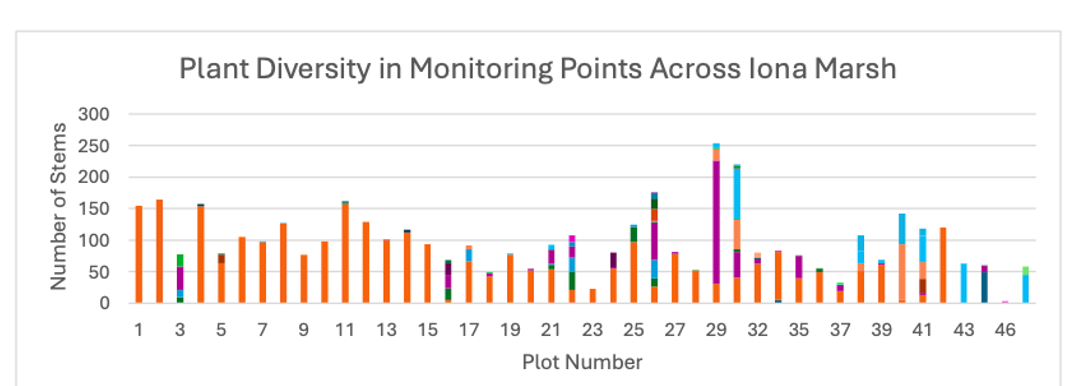 Plant Diversity in Monitoring Points Across Iona Marsh
300
250
200
150
100
50
0
Number of Stems
1 3 5 7 9 11 13 15 17 19 21 23 25 27 29 32 35 37 39 41 43 46
Plot Number